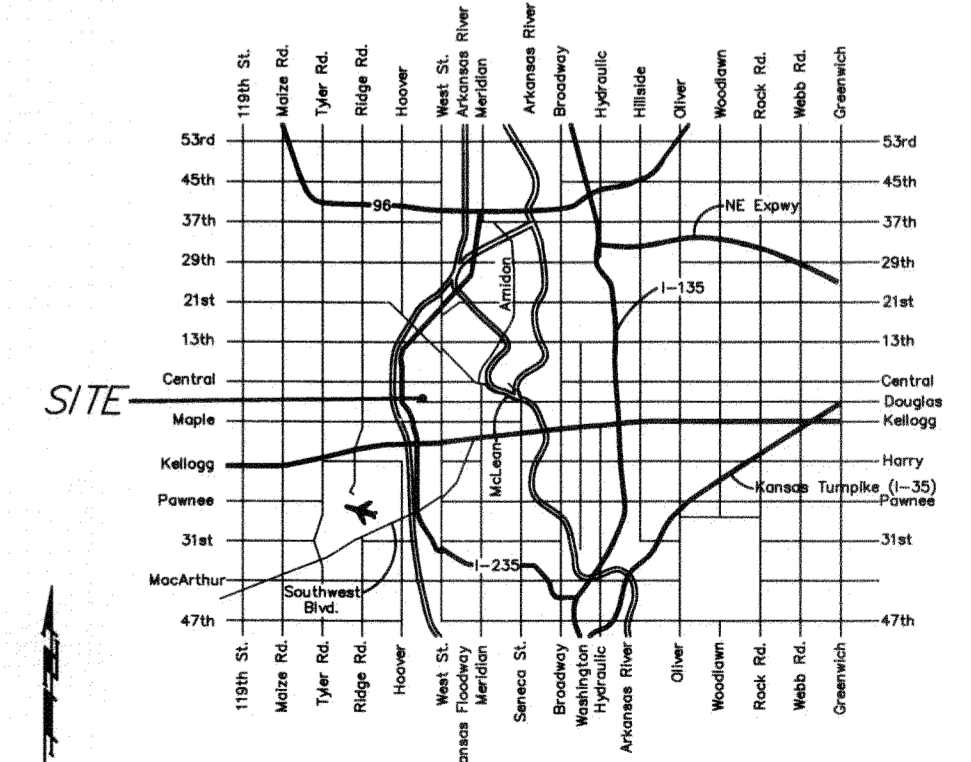 119th St.
Maize Rd.
Tyler Rd.
Ridge Rd.
Hoover
West St.
Arkansas River
Meridian
Arkansas River
Broadway
Hydraulic
Hillside
Oliver
Woodlawn
Rock Rd.
Webb Rd.
Greenwich
53rd
53rd
45th
45th
96
NE Expwy
37th
37th
29th
29th
Amidon
I-135
21st
21st
13th
13th
Central
Central
SITE
Douglas
Maple
Kellogg
McLean
Kellogg
Harry
Kansas Turnpike (I-35)
Pawnee
Pawnee
31st
31st
I-235
MacArthur
Southwest
Blvd.
47th
47th
119th St.
Maize Rd.
Tyler Rd.
Ridge Rd.
Hoover
West St.
ansas Floodway
Meridian
Seneca St.
Broadway
Washington
Hydraulic
Arkansas River
Oliver
Woodlawn
Rock Rd.
Webb Rd.
Greenwich